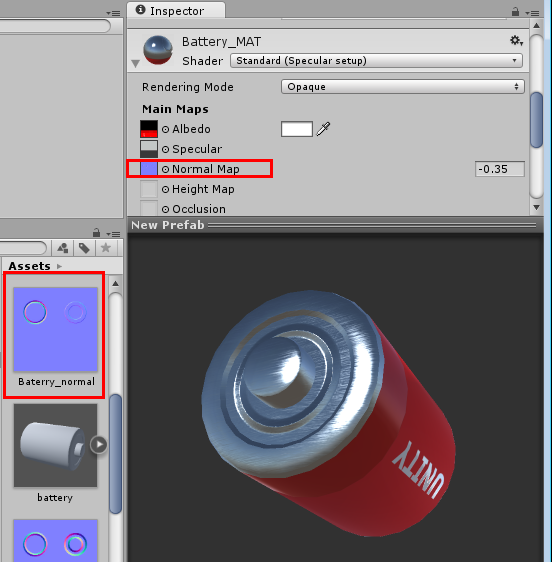 Inspector
Battery_MAT
Shader Standard (Specular setup)
Rendering Mode Opaque
Main Maps
Albedo
Specular
Normal Map -0.35
Height Map
Occlusion
New Prefab
Assets
Baterry_normal
battery
UNITY